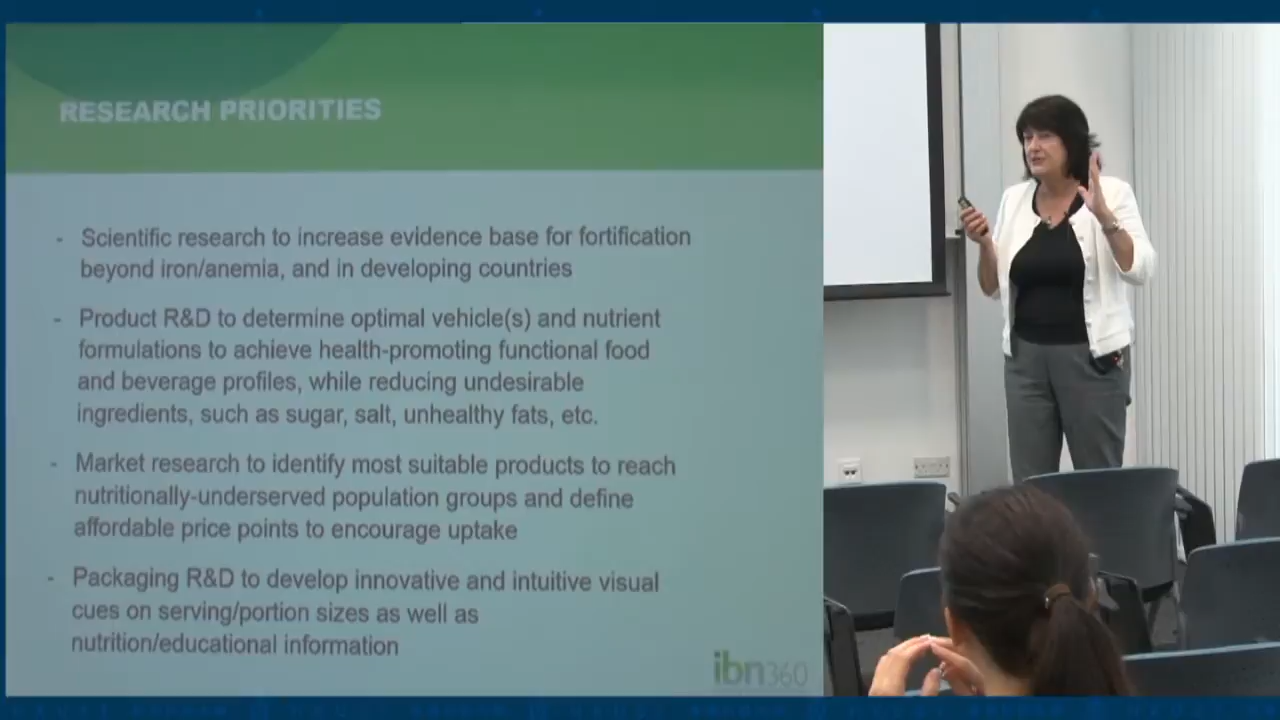 RESEARCH PRIORITIES
- Scientific research to increase evidence base for fortification
beyond iron/anemia, and in developing countries
- Product R&D to determine optimal vehicle(s) and nutrient
formulations to achieve health-promoting functional food
and beverage profiles, while reducing undesirable
ingredients, such as sugar, salt, unhealthy fats, etc.
- Market research to identify most suitable products to reach
nutritionally-underserved population groups and define
affordable price points to encourage uptake
- Packaging R&D to develop innovative and intuitive visual
cues on serving/portion sizes as well as
nutrition/educational information
ibn360